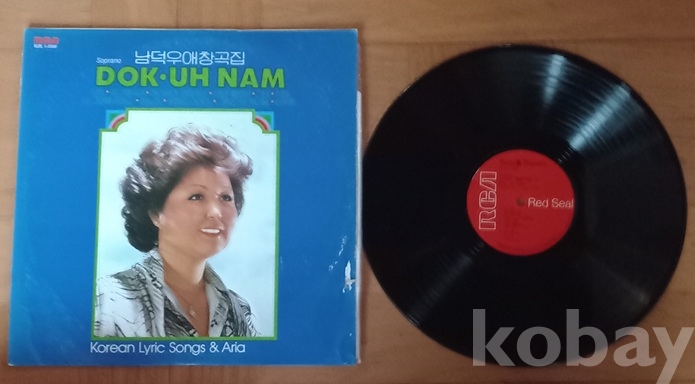 RCA
Soprano 남덕우애창곡집
DOK·UH NAM
Korean Lyric Songs & Aria
RCA
Red Seal
kobay